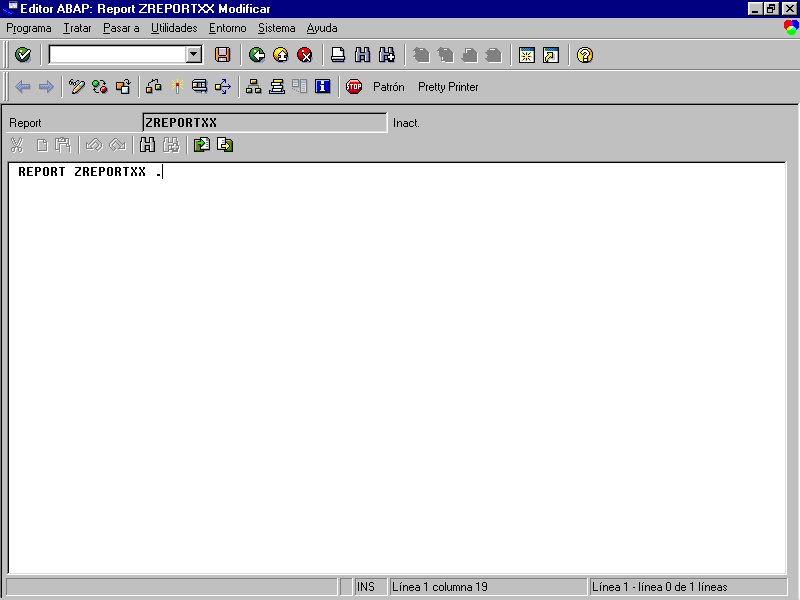 Editor ABAP: Report ZREPORTXX Modificar
Programa Tratar Pasar a Utilidades Entorno Sistema Ayuda
STOP Patrón Pretty Printer
Report ZREPORTXX Inact.
REPORT ZREPORTXX .
INS Línea 1 columna 19 Línea 1 - línea 0 de 1 líneas